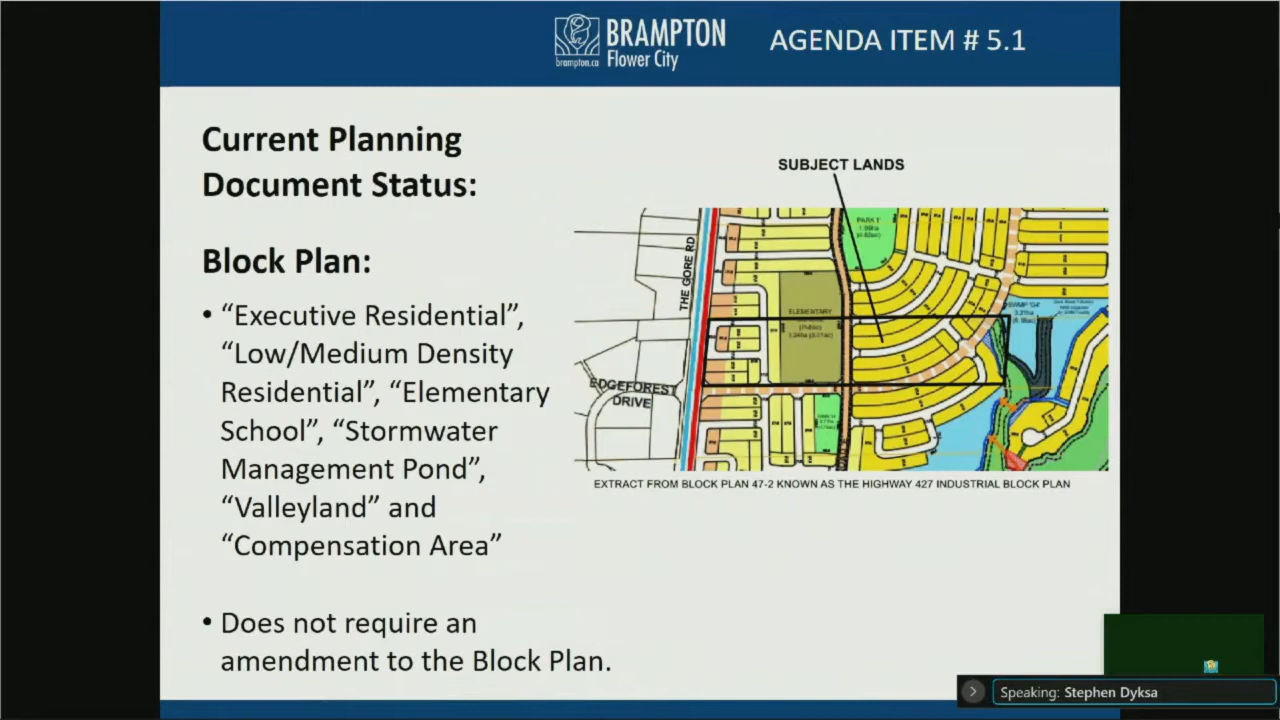 BRAMPTON
Flower City
brampton.ca
AGENDA ITEM # 5.1
Current Planning
Document Status:
Block Plan:
• “Executive Residential”,
“Low/Medium Density
Residential”, “Elementary
School”, “Stormwater
Management Pond”,
“Valleyland” and
“Compensation Area”
• Does not require an
amendment to the Block Plan.
SUBJECT LANDS
THE GORE RD
EDGEFOREST
DRIVE
ELEMENTARY
EXTRACT FROM BLOCK PLAN 47-2 KNOWN AS THE HIGHWAY 427 INDUSTRIAL BLOCK PLAN
Speaking: Stephen Dyksa